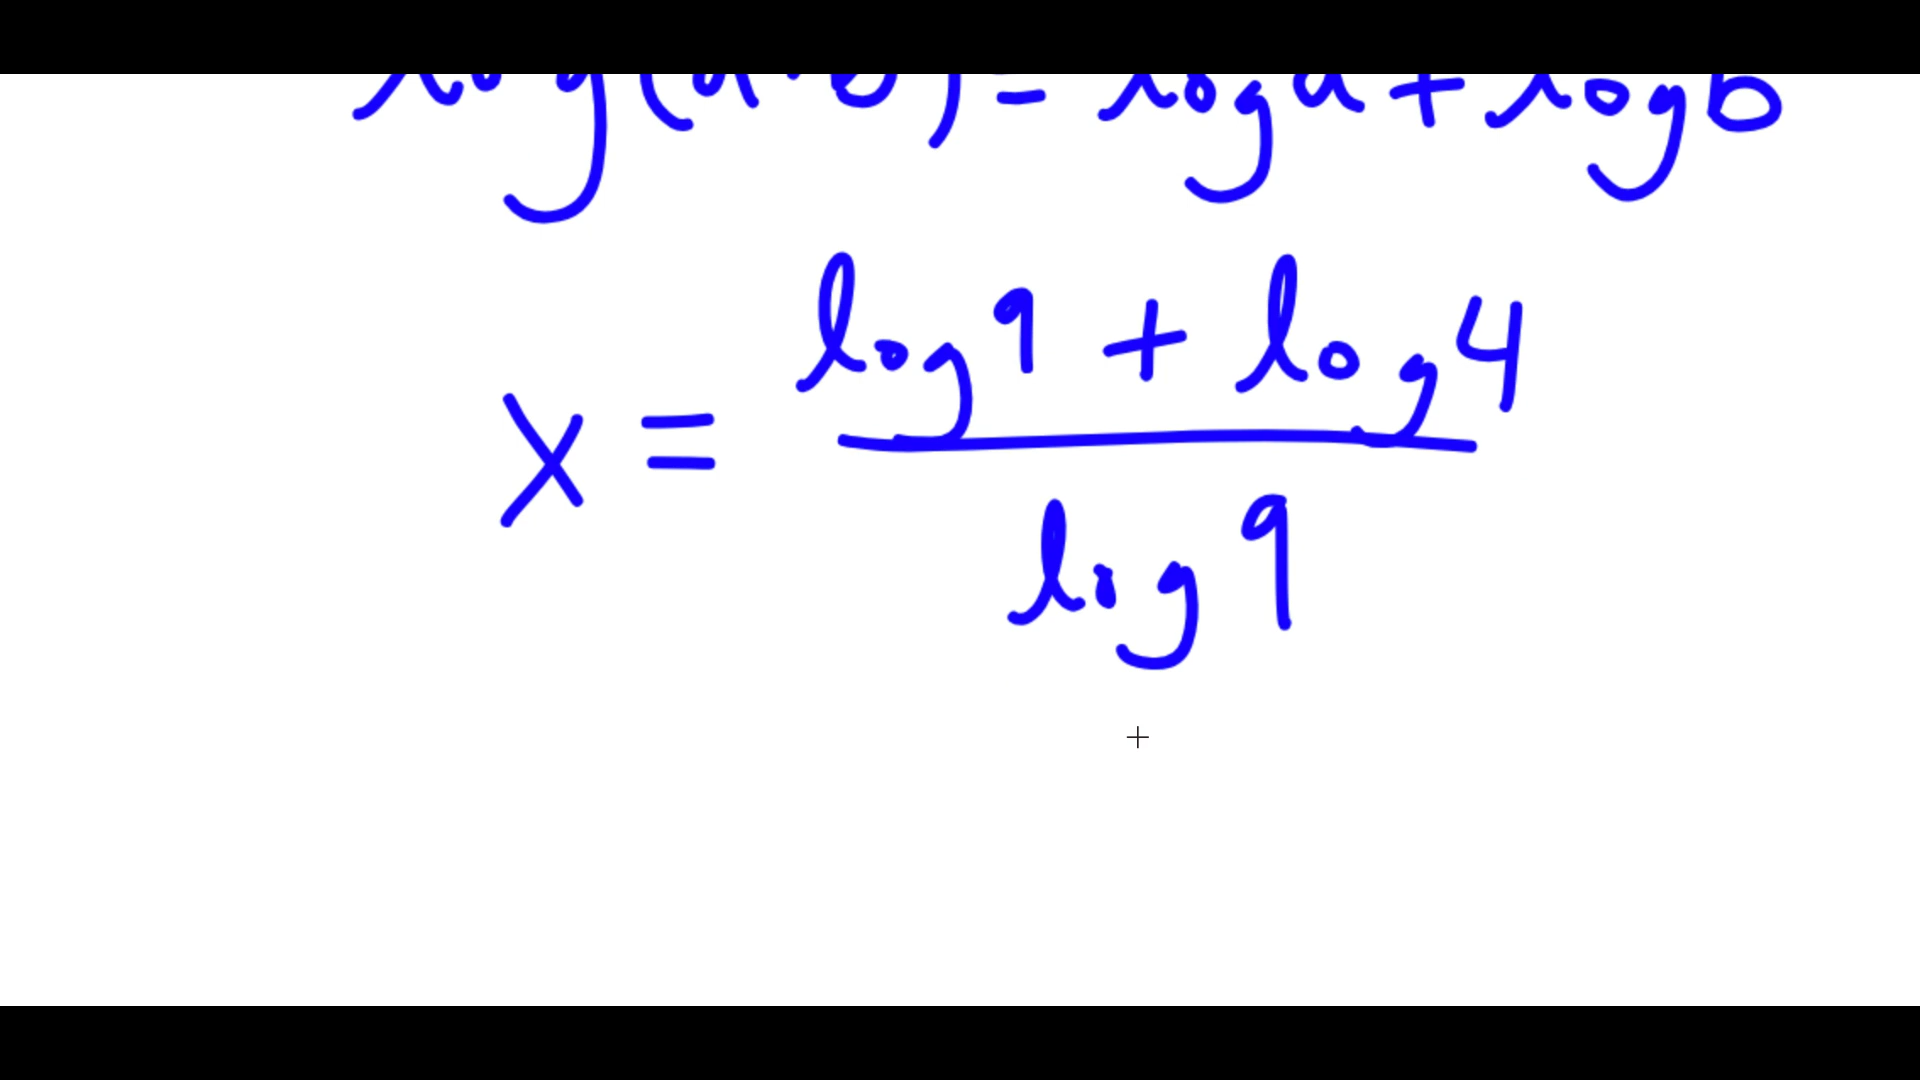 log(a·b) = log a + log b
x = (log 9 + log 4) / log 9